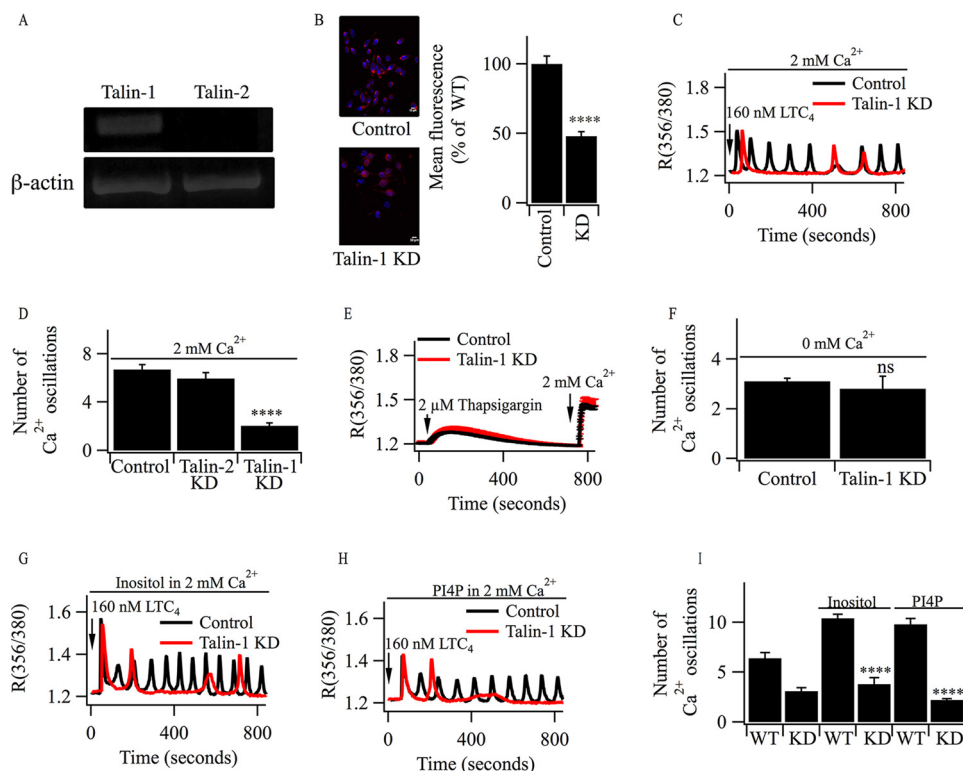 A
Talin-1 Talin-2
β-actin
B
Control
Talin-1 KD
Mean fluorescence
(% of WT)
100
50
0
****
Control
KD
C
2 mM Ca2+
Control
Talin-1 KD
160 nM LTC4
R(356/380)
1.5
1.4
1.2
0 400 800
Time (seconds)
D
Number of
Ca2+ oscillations
2 mM Ca2+
6
3
0
****
Control
Talin-2
KD
Talin-1
KD
E
Control
Talin-1 KD
2 mM Ca2+
2 µM Thapsigargin
R(356/380)
1.5
1.4
1.2
0 400 800
Time (seconds)
F
Number of
Ca2+ oscillations
0 mM Ca2+
ns
4
2
0
Control Talin-1 KD
G
Inositol in 2 mM Ca2+
160 nM LTC4
Control
Talin-1 KD
R(356/380)
1.6
1.4
1.2
0 400 800
Time (seconds)
H
PI4P in 2 mM Ca2+
Control
Talin-1 KD
160 nM LTC4
R(356/380)
1.6
1.4
1.2
0 400 800
Time (seconds)
I
Number of
Ca2+ oscillations
Inositol PI4P
10
5
0
**** ****
WT KD WT KD WT KD